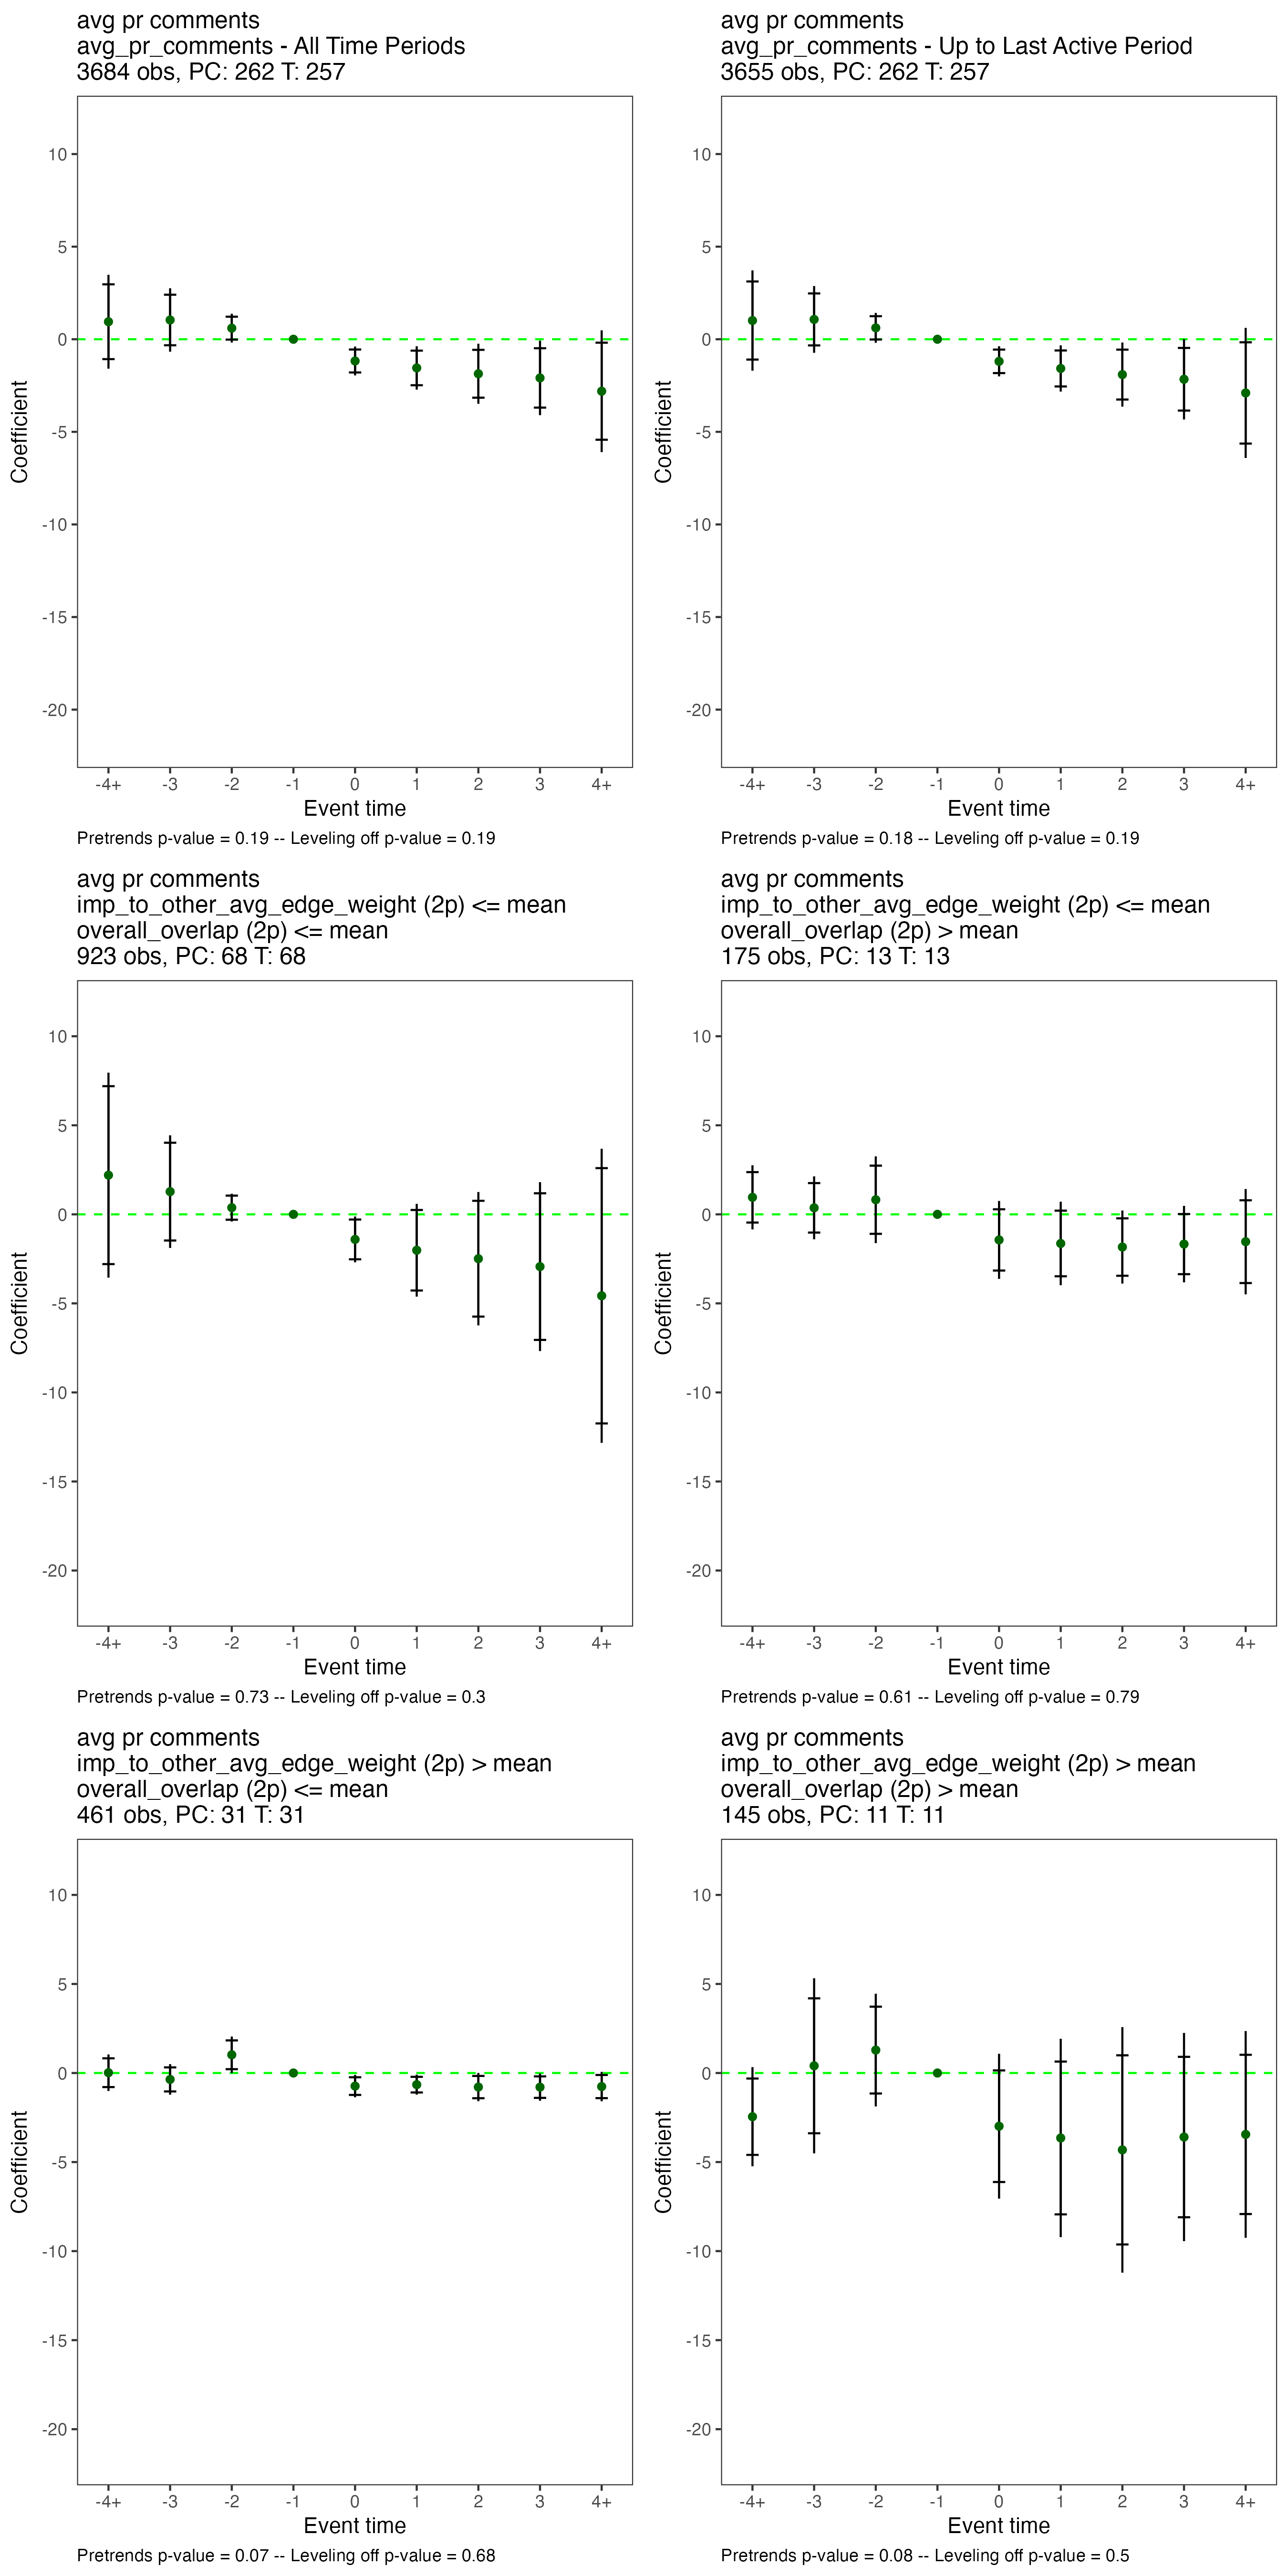 avg pr comments
avg_pr_comments - All Time Periods
3684 obs, PC: 262 T: 257
10
5
0
-5
-10
-15
-20
Coefficient
-4+ -3 -2 -1 0 1 2 3 4+
Event time
Pretrends p-value = 0.19 -- Leveling off p-value = 0.19
avg pr comments
avg_pr_comments - Up to Last Active Period
3655 obs, PC: 262 T: 257
10
5
0
-5
-10
-15
-20
Coefficient
-4+ -3 -2 -1 0 1 2 3 4+
Event time
Pretrends p-value = 0.18 -- Leveling off p-value = 0.19
avg pr comments
imp_to_other_avg_edge_weight (2p) <= mean
overall_overlap (2p) <= mean
923 obs, PC: 68 T: 68
10
5
0
-5
-10
-15
-20
Coefficient
-4+ -3 -2 -1 0 1 2 3 4+
Event time
Pretrends p-value = 0.73 -- Leveling off p-value = 0.3
avg pr comments
imp_to_other_avg_edge_weight (2p) <= mean
overall_overlap (2p) > mean
175 obs, PC: 13 T: 13
10
5
0
-5
-10
-15
-20
Coefficient
-4+ -3 -2 -1 0 1 2 3 4+
Event time
Pretrends p-value = 0.61 -- Leveling off p-value = 0.79
avg pr comments
imp_to_other_avg_edge_weight (2p) > mean
overall_overlap (2p) <= mean
461 obs, PC: 31 T: 31
10
5
0
-5
-10
-15
-20
Coefficient
-4+ -3 -2 -1 0 1 2 3 4+
Event time
Pretrends p-value = 0.07 -- Leveling off p-value = 0.68
avg pr comments
imp_to_other_avg_edge_weight (2p) > mean
overall_overlap (2p) > mean
145 obs, PC: 11 T: 11
10
5
0
-5
-10
-15
-20
Coefficient
-4+ -3 -2 -1 0 1 2 3 4+
Event time
Pretrends p-value = 0.08 -- Leveling off p-value = 0.5